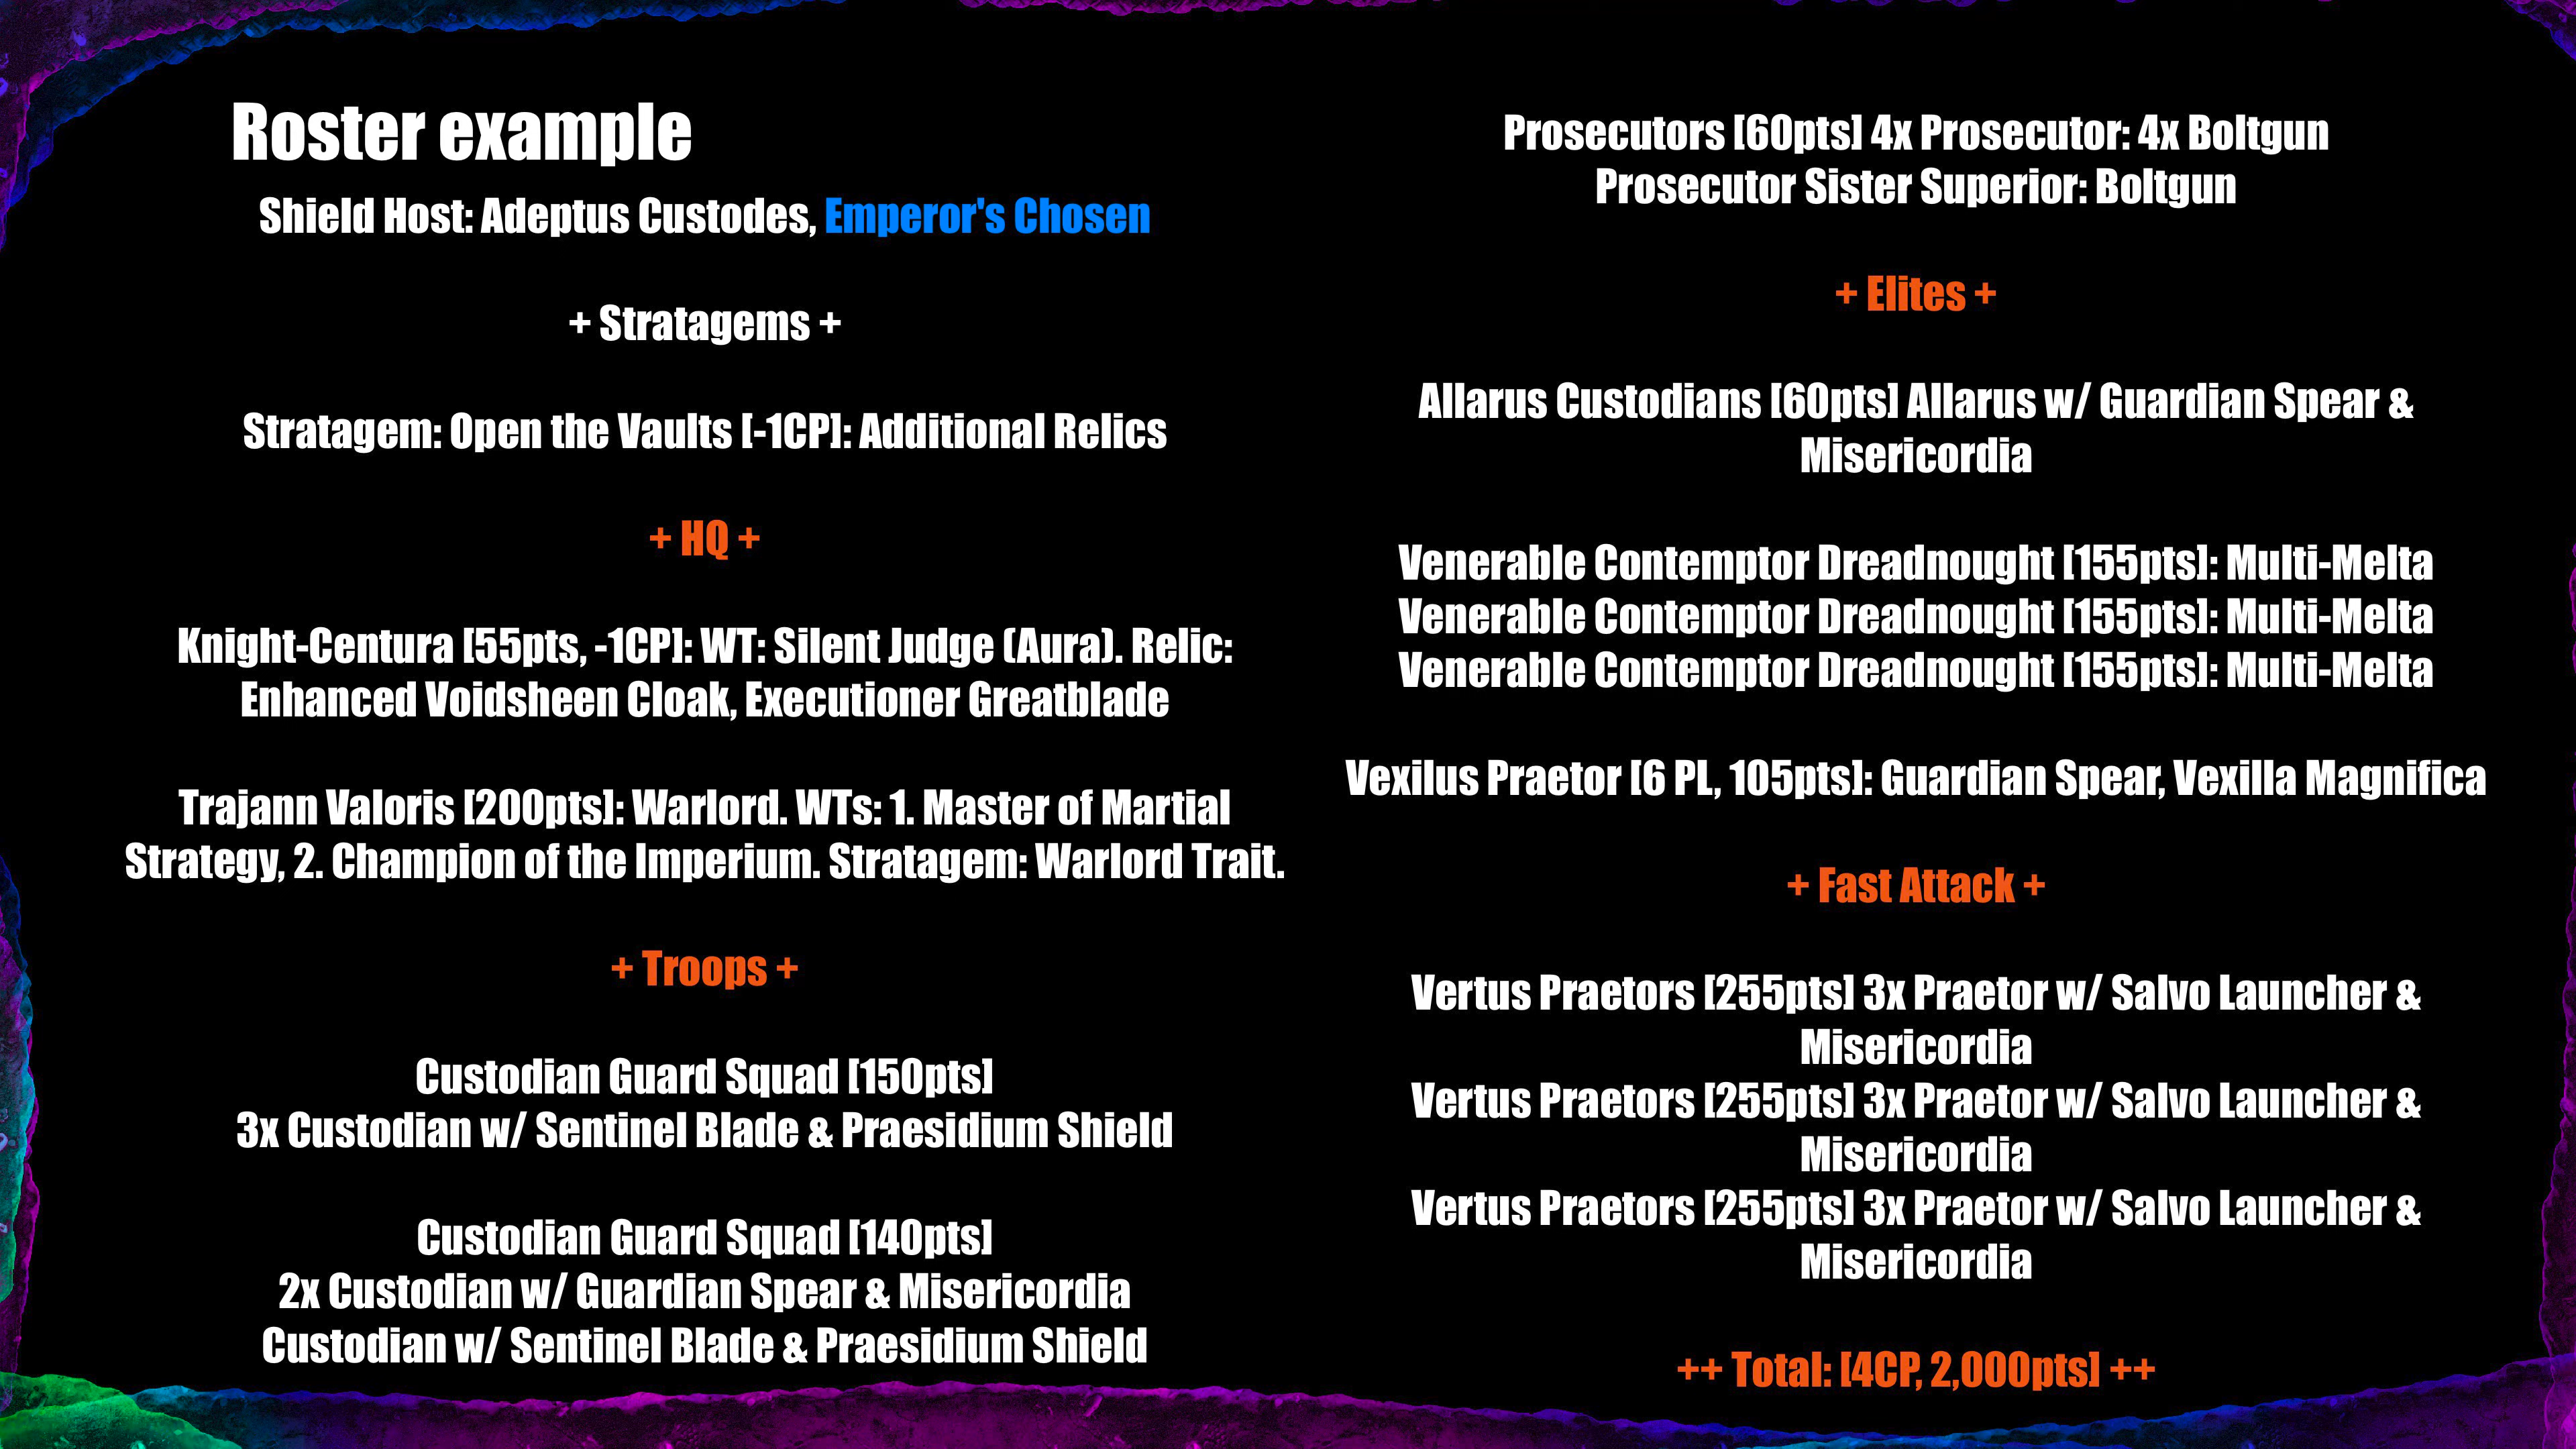 Roster example
Shield Host: Adeptus Custodes, Emperor's Chosen
+ Stratagems +
Stratagem: Open the Vaults [-1CP]: Additional Relics
+ HQ +
Knight-Centura [55pts, -1CP]: WT: Silent Judge (Aura). Relic:
Enhanced Voidsheen Cloak, Executioner Greatblade
Trajann Valoris [200pts]: Warlord. WTs: 1. Master of Martial
Strategy, 2. Champion of the Imperium. Stratagem: Warlord Trait.
+ Troops +
Custodian Guard Squad [150pts]
3x Custodian w/ Sentinel Blade & Praesidium Shield
Custodian Guard Squad [140pts]
2x Custodian w/ Guardian Spear & Misericordia
Custodian w/ Sentinel Blade & Praesidium Shield
Prosecutors [60pts] 4x Prosecutor: 4x Boltgun
Prosecutor Sister Superior: Boltgun
+ Elites +
Allarus Custodians [60pts] Allarus w/ Guardian Spear &
Misericordia
Venerable Contemptor Dreadnought [155pts]: Multi-Melta
Venerable Contemptor Dreadnought [155pts]: Multi-Melta
Venerable Contemptor Dreadnought [155pts]: Multi-Melta
Vexilus Praetor [6 PL, 105pts]: Guardian Spear, Vexilla Magnifica
+ Fast Attack +
Vertus Praetors [255pts] 3x Praetor w/ Salvo Launcher &
Misericordia
Vertus Praetors [255pts] 3x Praetor w/ Salvo Launcher &
Misericordia
Vertus Praetors [255pts] 3x Praetor w/ Salvo Launcher &
Misericordia
++ Total: [4CP, 2,000pts] ++